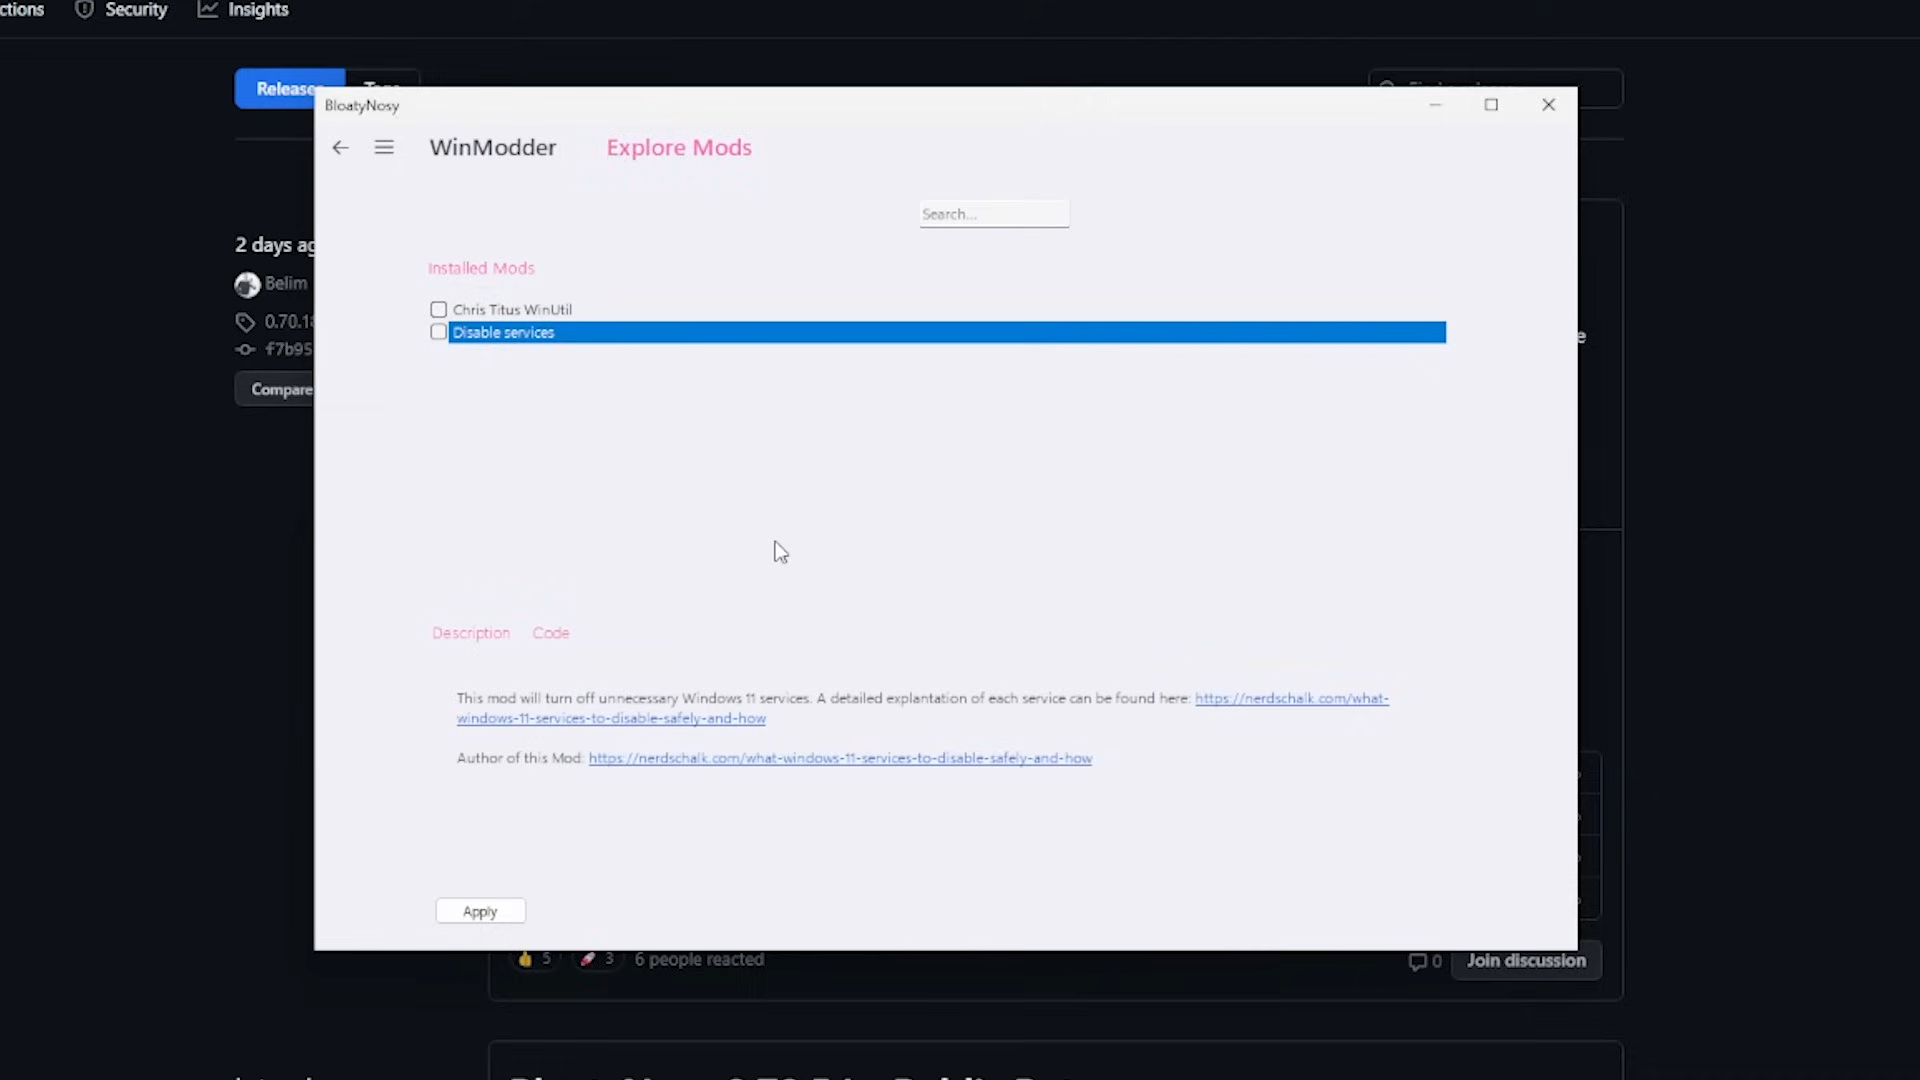 ctions Security Insights
Releases Tags
BloatyNosy
WinModder Explore Mods
Search...
2 days ag
Installed Mods
Belim
Chris Titus WinUtil
0.70.1
Disable services
f7b95
Compare
Description Code
This mod will turn off unnecessary Windows 11 services. A detailed explantation of each service can be found here: https://nerdschalk.com/what-
windows-11-services-to-disable-safely-and-how
Author of this Mod: https://nerdschalk.com/what-windows-11-services-to-disable-safely-and-how
Apply
5 3 6 people reacted
0 Join discussion